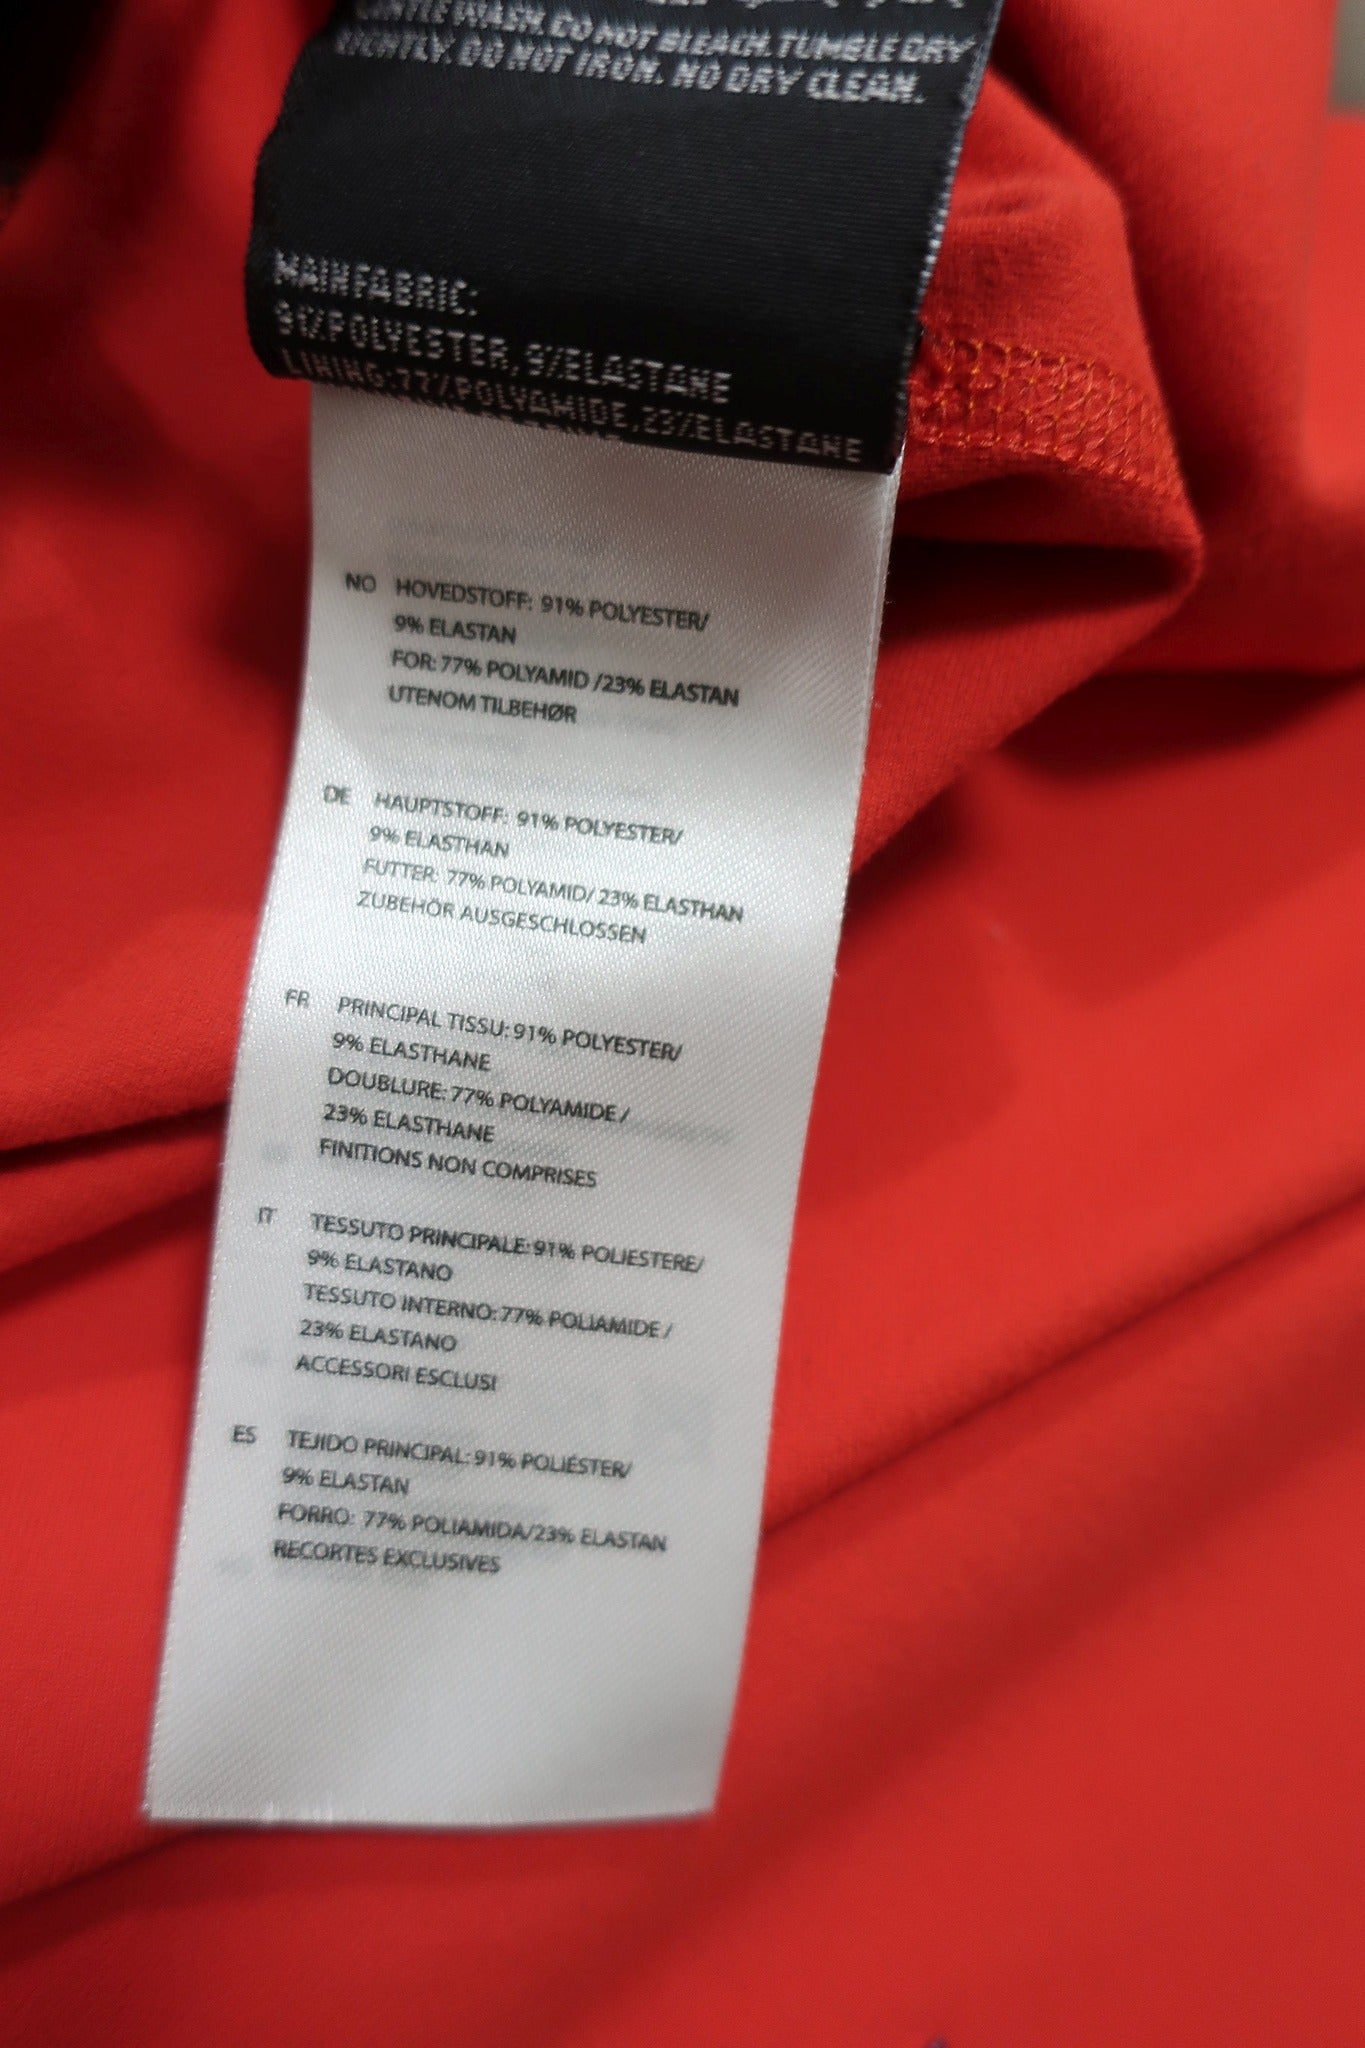 GENTLE WASH. DO NOT BLEACH. TUMBLE DRY
LIGHTLY. DO NOT IRON. NO DRY CLEAN.
MAINFABRIC:
91%POLYESTER, 9%ELASTANE
LINING:77%POLYAMIDE,23%ELASTANE
NO HOVEDSTOFF: 91% POLYESTER/
9% ELASTAN
FOR: 77% POLYAMID /23% ELASTAN
UTENOM TILBEHØR
DE HAUPTSTOFF: 91% POLYESTER/
9% ELASTHAN
FUTTER: 77% POLYAMID/ 23% ELASTHAN
ZUBEHÖR AUSGESCHLOSSEN
FR PRINCIPAL TISSU: 91% POLYESTER/
9% ELASTHANE
DOUBLURE: 77% POLYAMIDE /
23% ELASTHANE
FINITIONS NON COMPRISES
IT TESSUTO PRINCIPALE: 91% POLIESTERE/
9% ELASTANO
TESSUTO INTERNO: 77% POLIAMIDE /
23% ELASTANO
ACCESSORI ESCLUSI
ES TEJIDO PRINCIPAL: 91% POLIÉSTER/
9% ELASTAN
FORRO: 77% POLIAMIDA/23% ELASTAN
RECORTES EXCLUSIVES